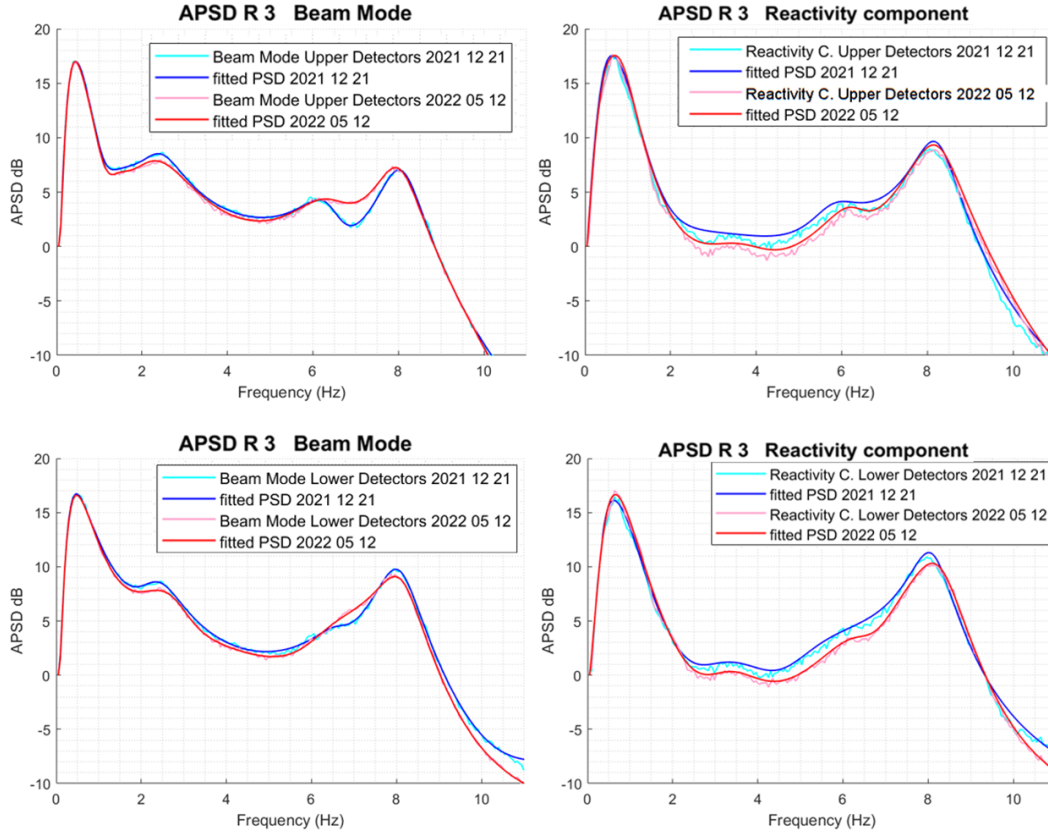 APSD R 3   Beam Mode
20
15
10
5
0
-5
-10
APSD dB
Beam Mode Upper Detectors 2021 12 21
fitted PSD 2021 12 21
Beam Mode Upper Detectors 2022 05 12
fitted PSD 2022 05 12
0 2 4 6 8 10
Frequency (Hz)
APSD R 3   Reactivity component
20
15
10
5
0
-5
-10
APSD dB
Reactivity C. Upper Detectors 2021 12 21
fitted PSD 2021 12 21
Reactivity C. Upper Detectors 2022 05 12
fitted PSD 2022 05 12
0 2 4 6 8 10
Frequency (Hz)
APSD R 3   Beam Mode
20
15
10
5
0
-5
-10
APSD dB
Beam Mode Lower Detectors 2021 12 21
fitted PSD 2021 12 21
Beam Mode Lower Detectors 2022 05 12
fitted PSD 2022 05 12
0 2 4 6 8 10
Frequency (Hz)
APSD R 3   Reactivity component
20
15
10
5
0
-5
-10
APSD dB
Reactivity C. Lower Detectors 2021 12 21
fitted PSD 2021 12 21
Reactivity C. Lower Detectors 2022 05 12
fitted PSD 2022 05 12
0 2 4 6 8 10
Frequency (Hz)